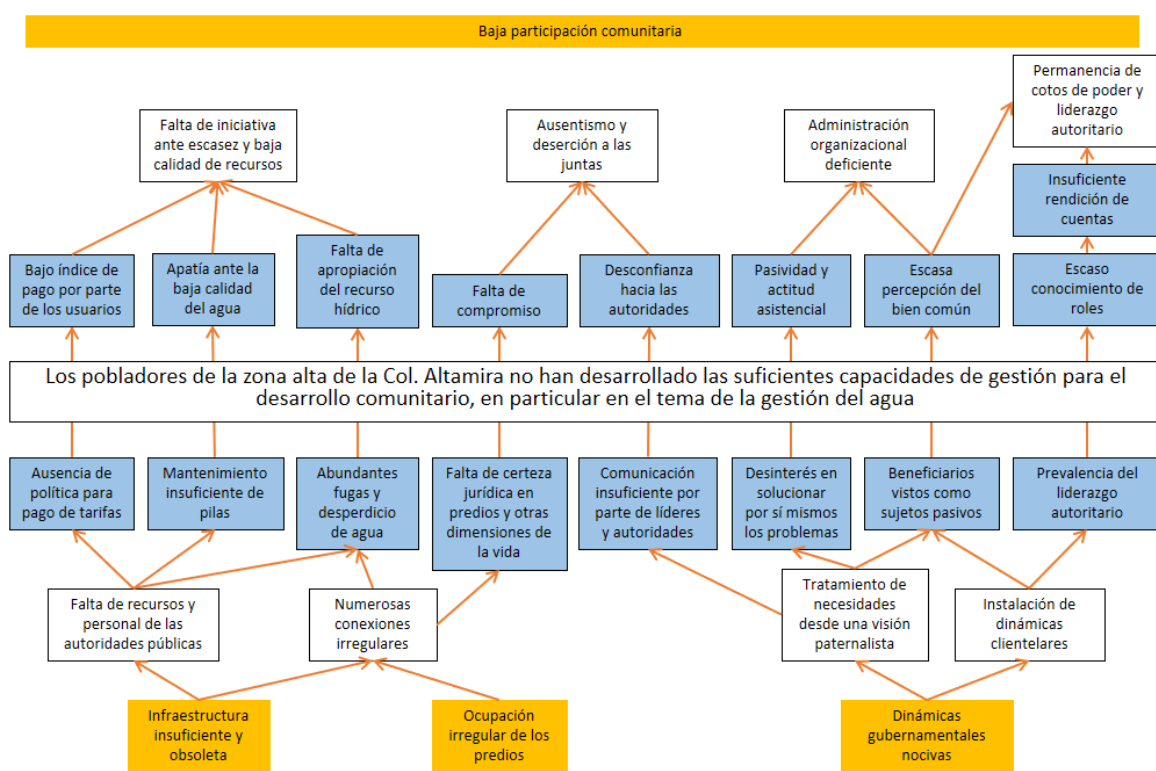 Baja participación comunitaria
Permanencia de
cotos de poder y
liderazgo
autoritario
Falta de iniciativa
ante escasez y baja
calidad de recursos
Ausentismo y
deserción a las
juntas
Administración
organizacional
deficiente
Insuficiente
rendición de
cuentas
Bajo índice de
pago por parte
de los usuarios
Apatía ante la
baja calidad
del agua
Falta de
apropiación
del recurso
hídrico
Falta de
compromiso
Desconfianza
hacia las
autoridades
Pasividad y
actitud
asistencial
Escasa
percepción del
bien común
Escaso
conocimiento de
roles
Los pobladores de la zona alta de la Col. Altamira no han desarrollado las suficientes capacidades de gestión para el
desarrollo comunitario, en particular en el tema de la gestión del agua
Ausencia de
política para
pago de tarifas
Mantenimiento
insuficiente de
pilas
Abundantes
fugas y
desperdicio
de agua
Falta de certeza
jurídica en
predios y otras
dimensiones de
la vida
Comunicación
insuficiente por
parte de líderes
y autoridades
Desinterés en
solucionar
por sí mismos
los problemas
Beneficiarios
vistos como
sujetos pasivos
Prevalencia del
liderazgo
autoritario
Falta de recursos y
personal de las
autoridades públicas
Numerosas
conexiones
irregulares
Tratamiento de
necesidades
desde una visión
paternalista
Instalación de
dinámicas
clientelares
Infraestructura
insuficiente y
obsoleta
Ocupación
irregular de los
predios
Dinámicas
gubernamentales
nocivas